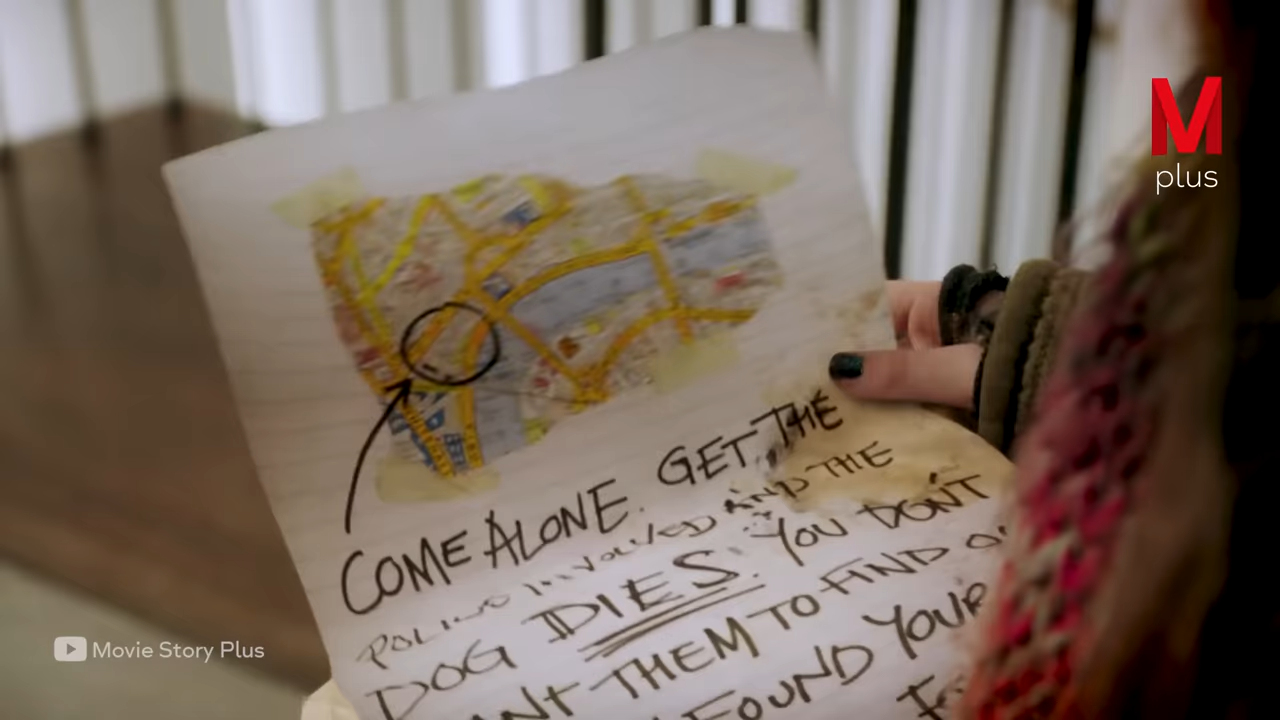 M
plus
COME ALONE. GET THE
POLICE INVOLVED AND THE
DOG DIES. YOU DON'T
WANT THEM TO FIND
FOUND YOUR
Movie Story Plus